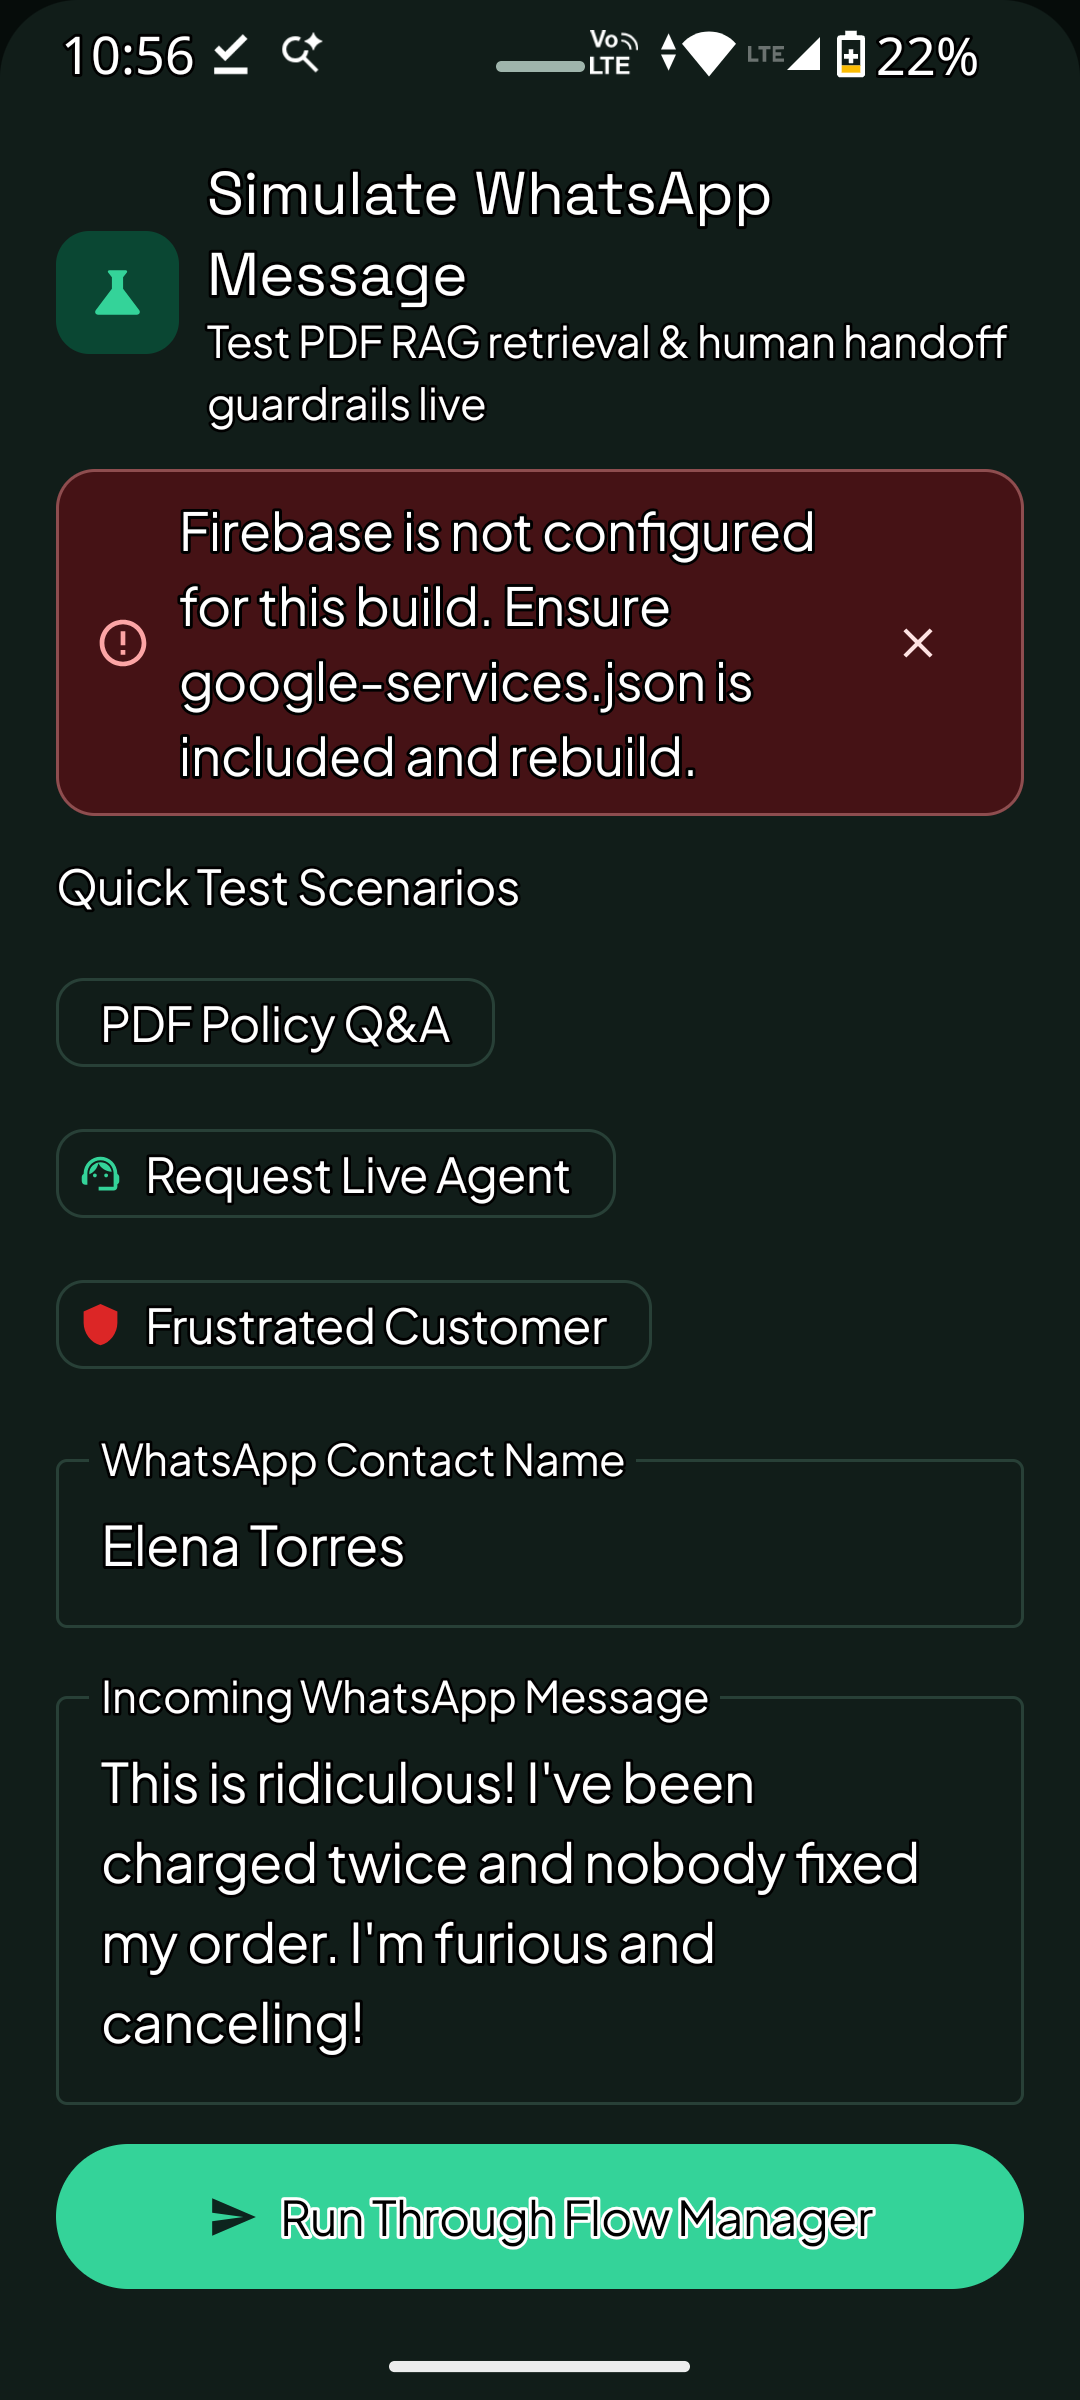 10:56
Vo
LTE
LTE
22%
Simulate WhatsApp
Message
Test PDF RAG retrieval & human handoff
guardrails live
Firebase is not configured
for this build. Ensure
google-services.json is
included and rebuild.
Quick Test Scenarios
PDF Policy Q&A
Request Live Agent
Frustrated Customer
WhatsApp Contact Name
Elena Torres
Incoming WhatsApp Message
This is ridiculous! I've been
charged twice and nobody fixed
my order. I'm furious and
canceling!
Run Through Flow Manager